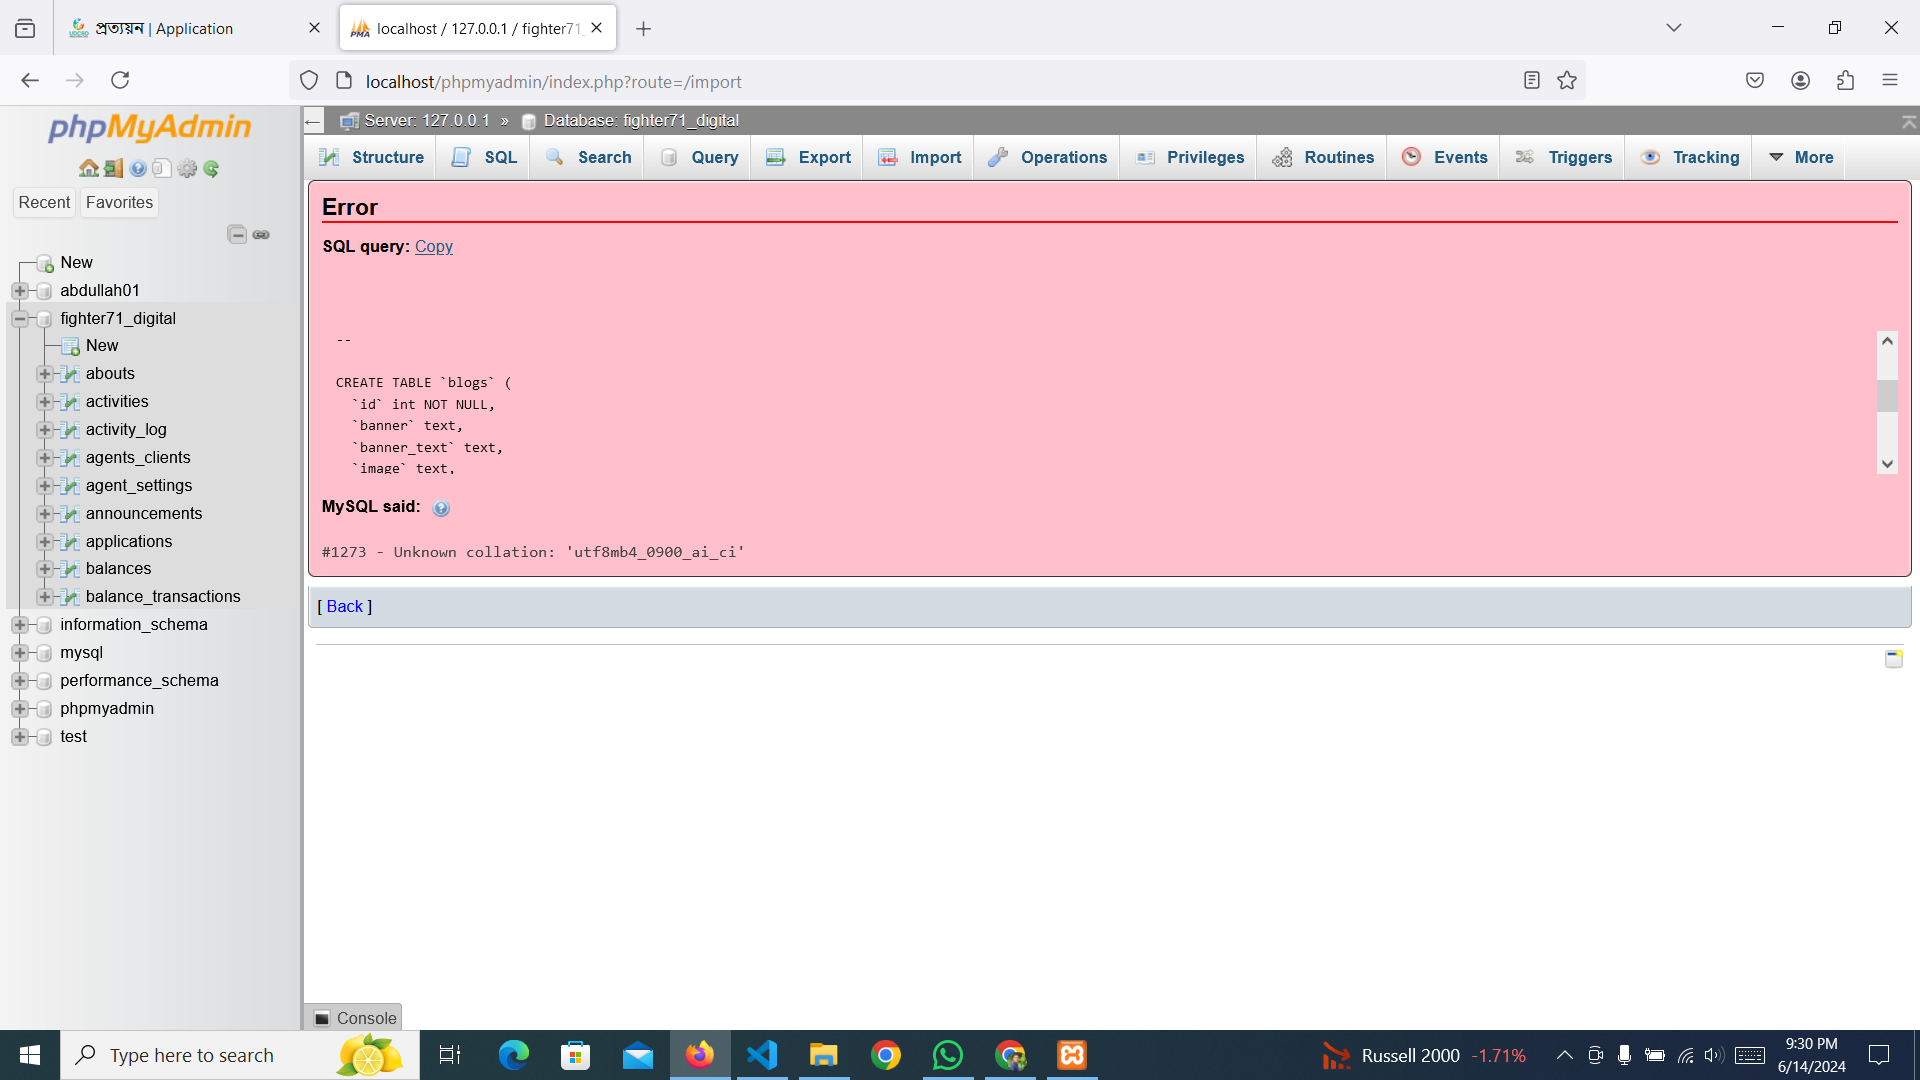 প্রত্যয়ন | Application
localhost / 127.0.0.1 / fighter71_
localhost/phpmyadmin/index.php?route=/import
phpMyAdmin
Recent
Favorites
New
abdullah01
fighter71_digital
New
abouts
activities
activity_log
agents_clients
agent_settings
announcements
applications
balances
balance_transactions
information_schema
mysql
performance_schema
phpmyadmin
test
Server: 127.0.0.1 » Database: fighter71_digital
Structure SQL Search Query Export Import Operations Privileges Routines Events Triggers Tracking More
Error
SQL query: Copy
--
CREATE TABLE `blogs` (
`id` int NOT NULL,
`banner` text,
`banner_text` text,
`image` text,
MySQL said:
#1273 - Unknown collation: 'utf8mb4_0900_ai_ci'
[ Back ]
Console
Type here to search
Russell 2000 -1.71%
9:30 PM
6/14/2024